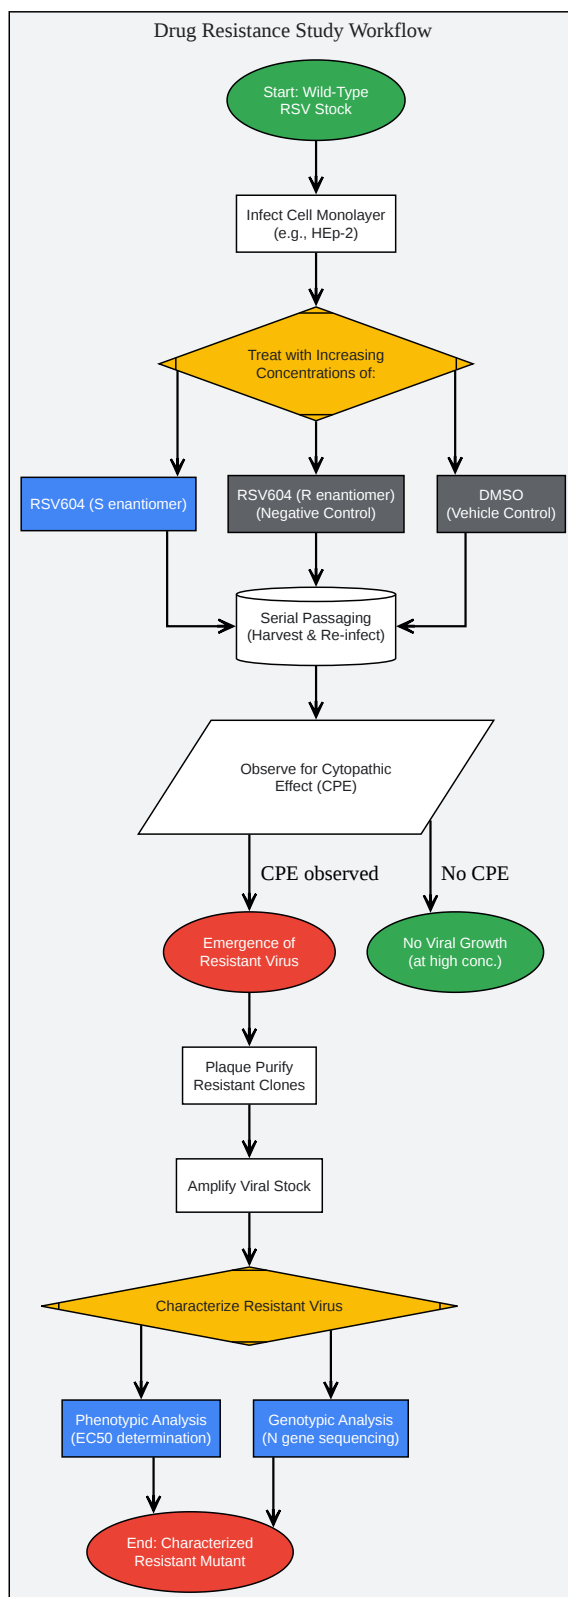 Drug Resistance Study Workflow
Start: Wild-Type
RSV Stock
Infect Cell Monolayer
(e.g., HEp-2)
Treat with Increasing
Concentrations of:
RSV604 (S enantiomer)
RSV604 (R enantiomer)
(Negative Control)
DMSO
(Vehicle Control)
Serial Passaging
(Harvest & Re-infect)
Observe for Cytopathic
Effect (CPE)
CPE observed
No CPE
Emergence of
Resistant Virus
No Viral Growth
(at high conc.)
Plaque Purify
Resistant Clones
Amplify Viral Stock
Characterize Resistant Virus
Phenotypic Analysis
(EC50 determination)
Genotypic Analysis
(N gene sequencing)
End: Characterized
Resistant Mutant